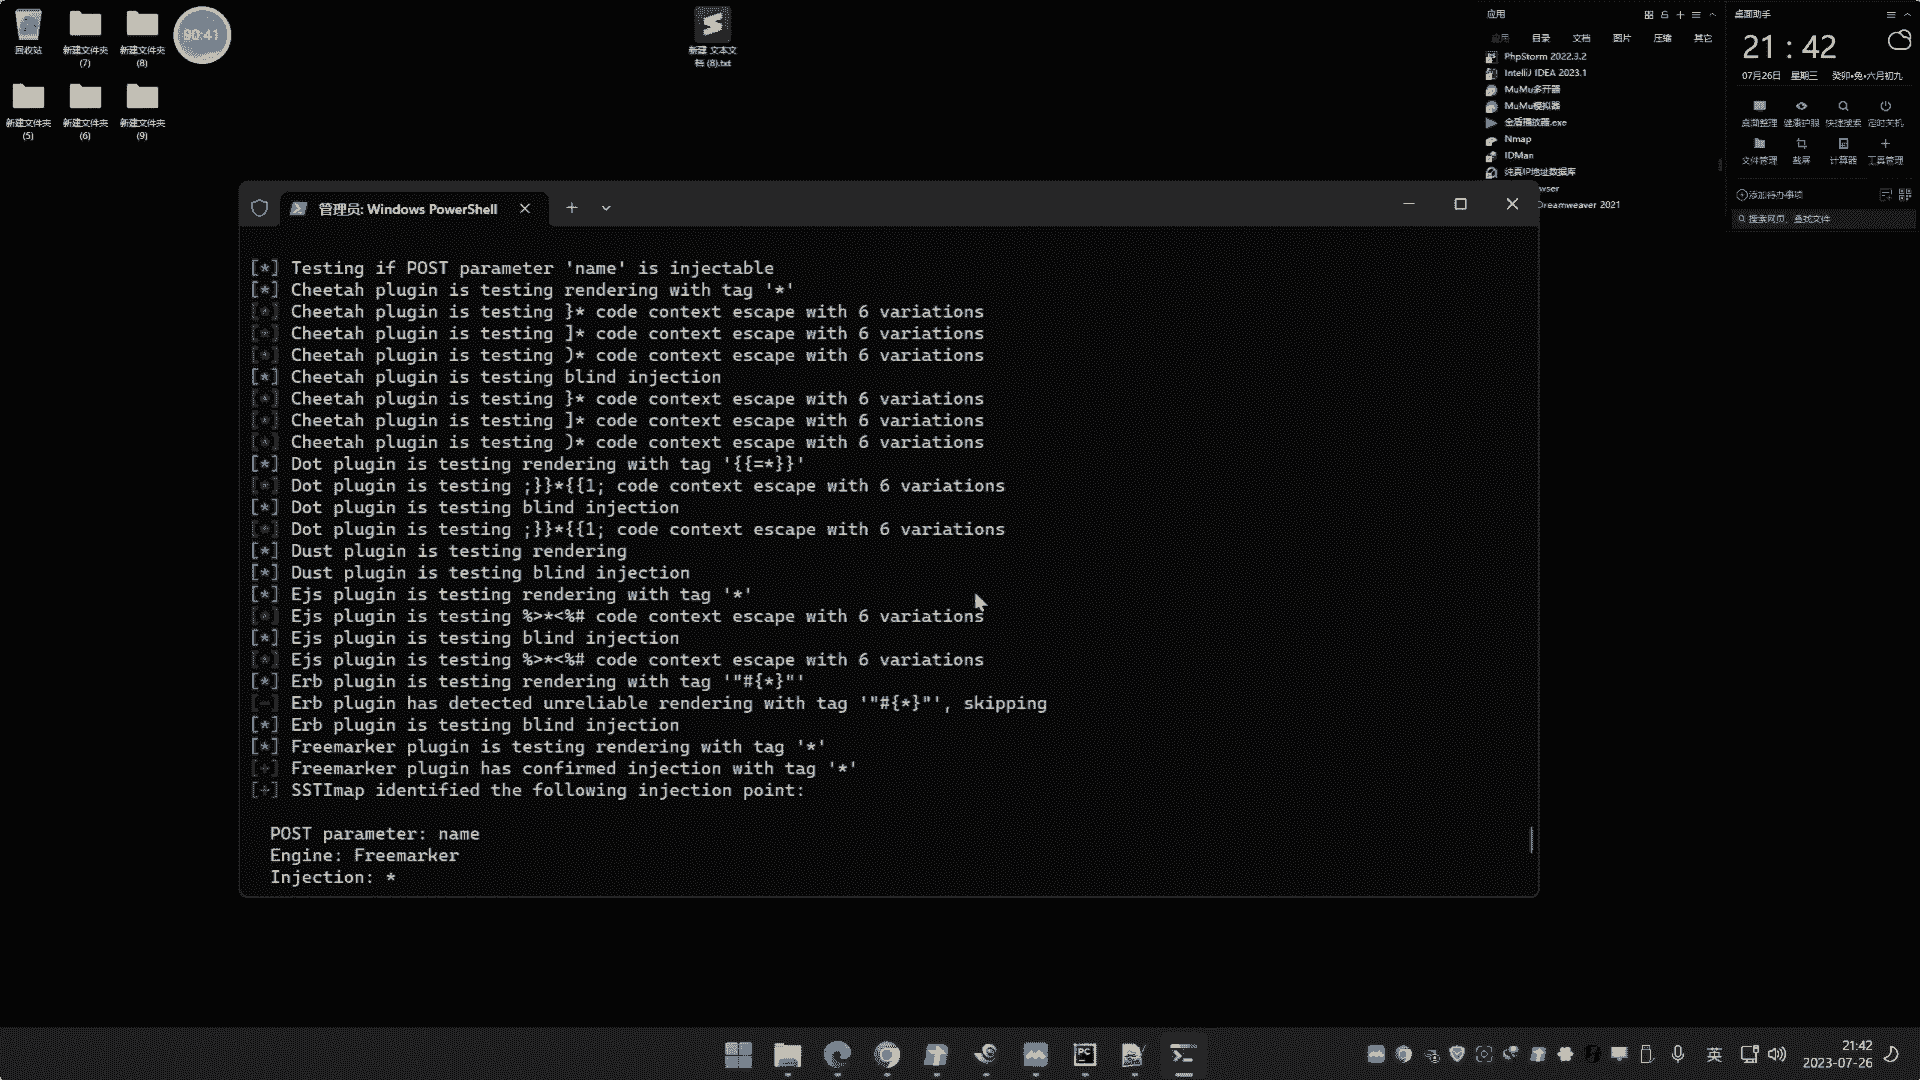 回收站
新建文件夹 (7)
新建文件夹 (8)
90:41
新建文件夹 (5)
新建文件夹 (6)
新建文件夹 (9)
新建 文本文档 (8).txt
应用
应用 目录 文档 图片 压缩 其它
PhpStorm 2022.3.2
IntelliJ IDEA 2023.1
MuMu多开器
MuMu模拟器
金盾播放器.exe
Nmap
IDMan
纯真IP地址数据库
wser
Dreamweaver 2021
桌面助手
21 : 42
07月26日 星期三 癸卯•兔•六月初九
桌面整理 健康护眼 快捷搜索 定时关机
文件管理 截屏 计算器 工具管理
添加待办事项
搜索网页、查找文件
管理员: Windows PowerShell
[*] Testing if POST parameter 'name' is injectable
[*] Cheetah plugin is testing rendering with tag '*'
[*] Cheetah plugin is testing }* code context escape with 6 variations
[*] Cheetah plugin is testing ]* code context escape with 6 variations
[*] Cheetah plugin is testing )* code context escape with 6 variations
[*] Cheetah plugin is testing blind injection
[*] Cheetah plugin is testing }* code context escape with 6 variations
[*] Cheetah plugin is testing ]* code context escape with 6 variations
[*] Cheetah plugin is testing )* code context escape with 6 variations
[*] Dot plugin is testing rendering with tag '{{=*}}'
[*] Dot plugin is testing ;}}*{{1; code context escape with 6 variations
[*] Dot plugin is testing blind injection
[*] Dot plugin is testing ;}}*{{1; code context escape with 6 variations
[*] Dust plugin is testing rendering
[*] Dust plugin is testing blind injection
[*] Ejs plugin is testing rendering with tag '*'
[*] Ejs plugin is testing %>*<%# code context escape with 6 variations
[*] Ejs plugin is testing blind injection
[*] Ejs plugin is testing %>*<%# code context escape with 6 variations
[*] Erb plugin is testing rendering with tag '"#{*}"'
[-] Erb plugin has detected unreliable rendering with tag '"#{*}"', skipping
[*] Erb plugin is testing blind injection
[*] Freemarker plugin is testing rendering with tag '*'
[+] Freemarker plugin has confirmed injection with tag '*'
[+] SSTImap identified the following injection point:
POST parameter: name
Engine: Freemarker
Injection: *
PC
英
21:42
2023-07-26